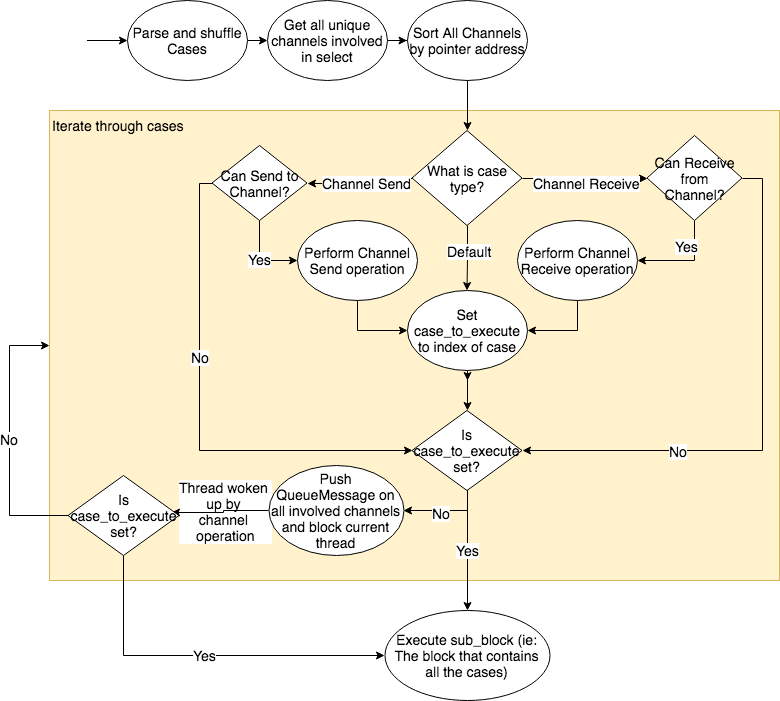 Parse and shuffle
Cases
Get all unique
channels involved
in select
Sort All Channels
by pointer address
Iterate through cases
Can Send to
Channel?
Channel Send
What is case
type?
Channel Receive
Can Receive
from
Channel?
Yes
Perform Channel
Send operation
Default
Perform Channel
Receive operation
Yes
Set
case_to_execute
to index of case
No
No
Is
case_to_execute
set?
No
Yes
Push
QueueMessage on
all involved channels
and block current
thread
Thread woken
up by
channel
operation
Is
case_to_execute
set?
No
Yes
Execute sub_block (ie:
The block that contains
all the cases)